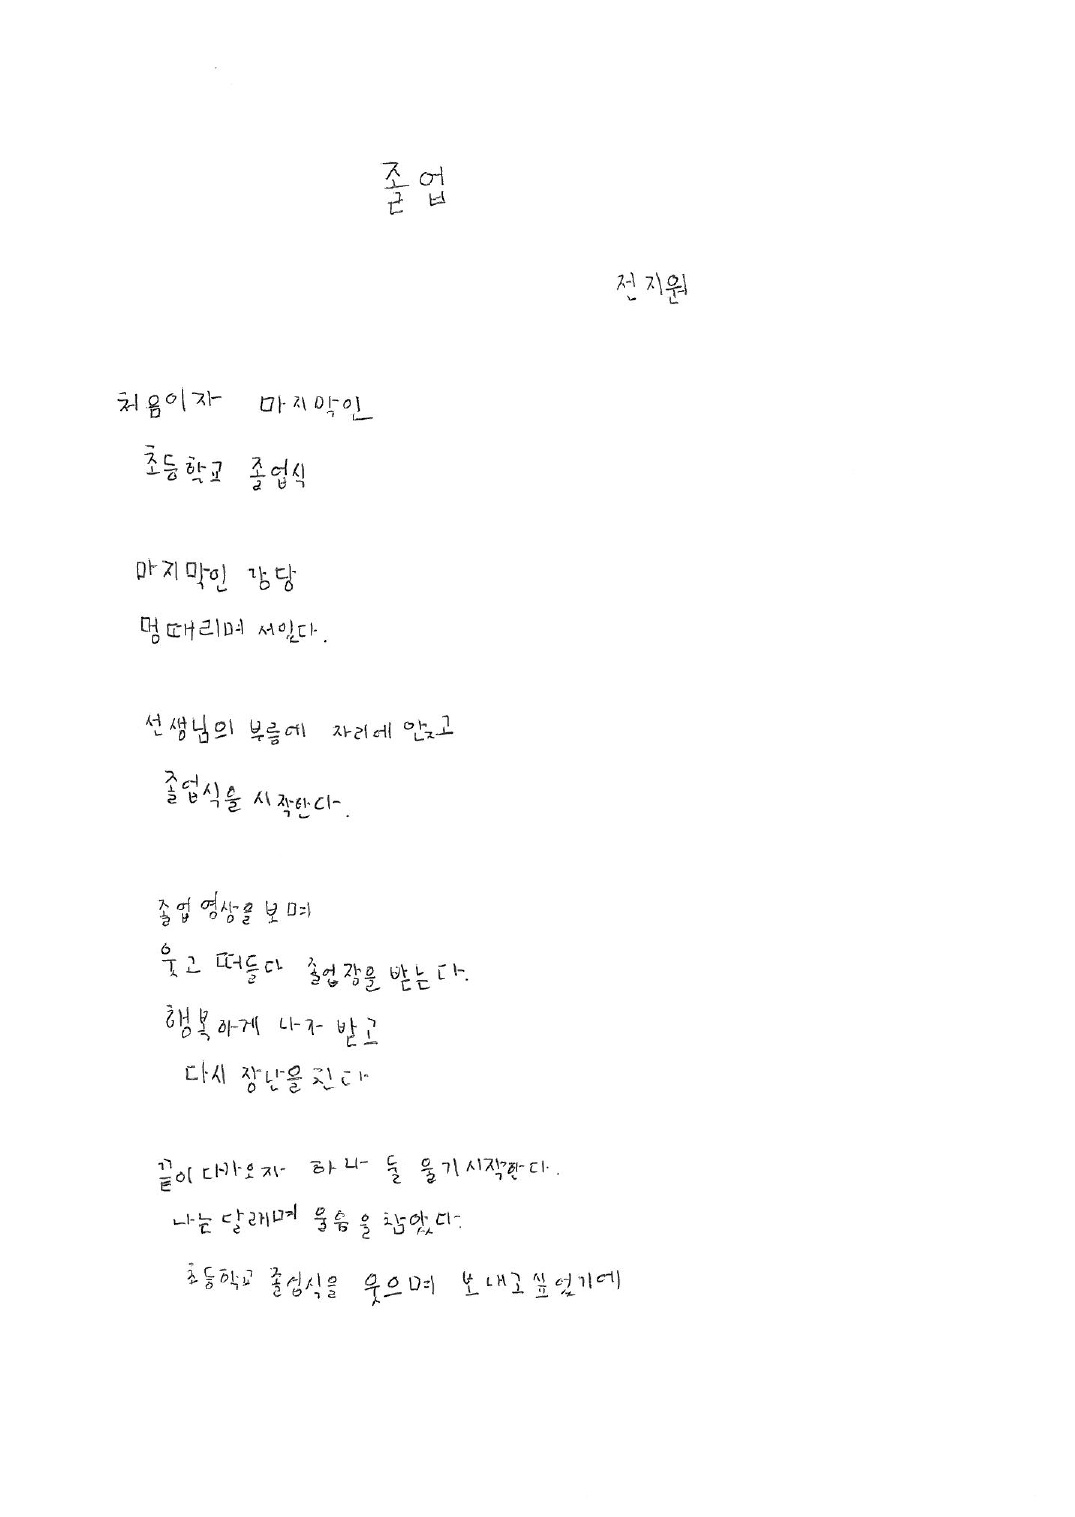 졸업
전지원
처음이자 마지막인
초등학교 졸업식
마지막인 강당
멍때리며 서있다.
선생님의 부름에 자리에 앉고
졸업식을 시작한다.
졸업 영상을 보며
웃고 떠들다 졸업장을 받는다.
행복하게 나가 받고
다시 장난을 친다
끝이 다가오자 하나 둘 울기시작한다.
나는 달래며 울음을 참았다.
초등학교 졸업식을 웃으며 보내고싶었기에